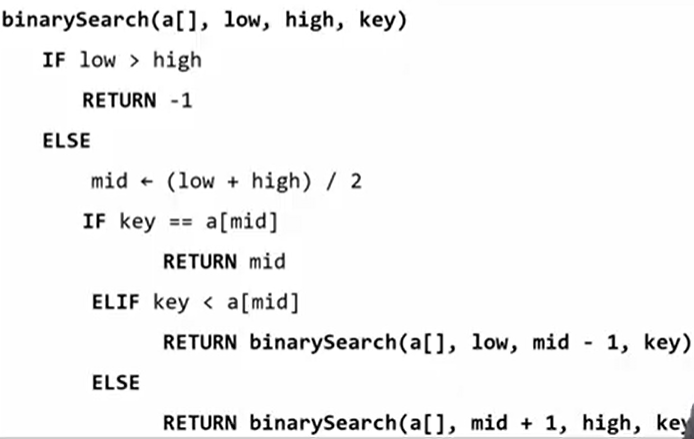 binarySearch(a[], low, high, key)
IF low > high
RETURN -1
ELSE
mid ← (low + high) / 2
IF key == a[mid]
RETURN mid
ELIF key < a[mid]
RETURN binarySearch(a[], low, mid - 1, key)
ELSE
RETURN binarySearch(a[], mid + 1, high, key